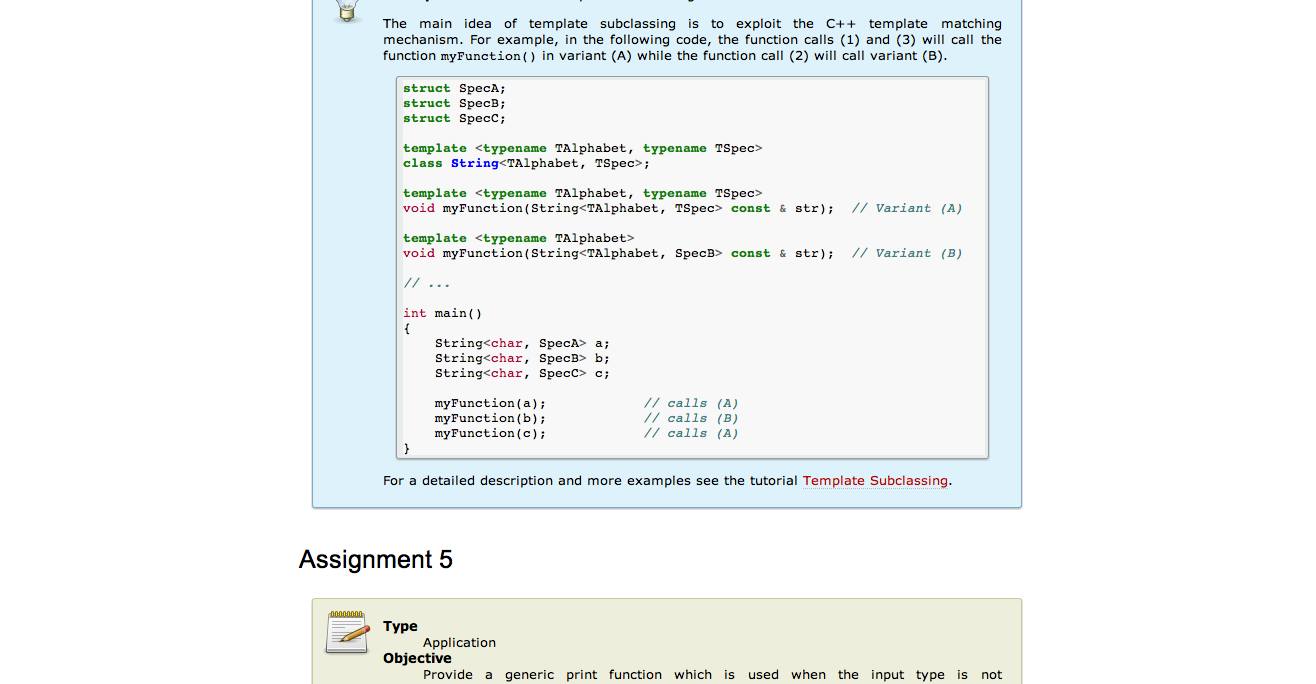 The main idea of template subclassing is to exploit the C++ template matching
mechanism. For example, in the following code, the function calls (1) and (3) will call the
function myFunction() in variant (A) while the function call (2) will call variant (B).
struct SpecA;
struct SpecB;
struct SpecC;
template <typename TAlphabet, typename TSpec>
class String<TAlphabet, TSpec>;
template <typename TAlphabet, typename TSpec>
void myFunction(String<TAlphabet, TSpec> const & str);  // Variant (A)
template <typename TAlphabet>
void myFunction(String<TAlphabet, SpecB> const & str);  // Variant (B)
// ...
int main()
{
    String<char, SpecA> a;
    String<char, SpecB> b;
    String<char, SpecC> c;
    myFunction(a);            // calls (A)
    myFunction(b);            // calls (B)
    myFunction(c);            // calls (A)
}
For a detailed description and more examples see the tutorial Template Subclassing.
Assignment 5
Type
Application
Objective
Provide a generic print function which is used when the input type is not